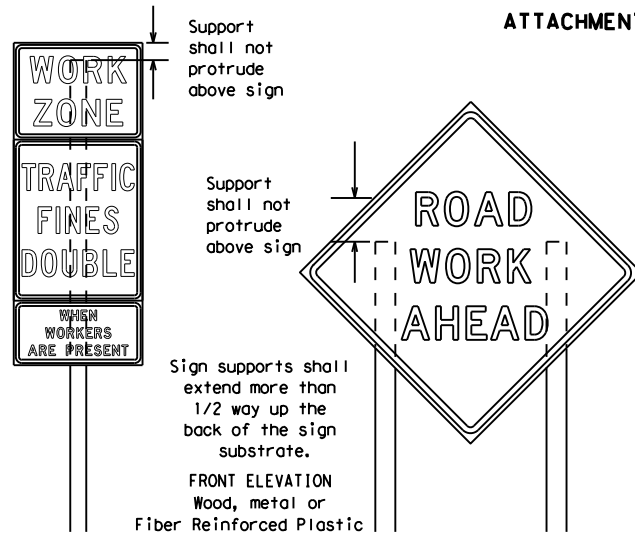 ATTACHMENT
Support
shall not
protrude
above sign
WORK
ZONE
TRAFFIC
FINES
DOUBLE
WHEN
WORKERS
ARE PRESENT
Support
shall not
protrude
above sign
ROAD
WORK
AHEAD
Sign supports shall
extend more than
1/2 way up the
back of the sign
substrate.
FRONT ELEVATION
Wood, metal or
Fiber Reinforced Plastic